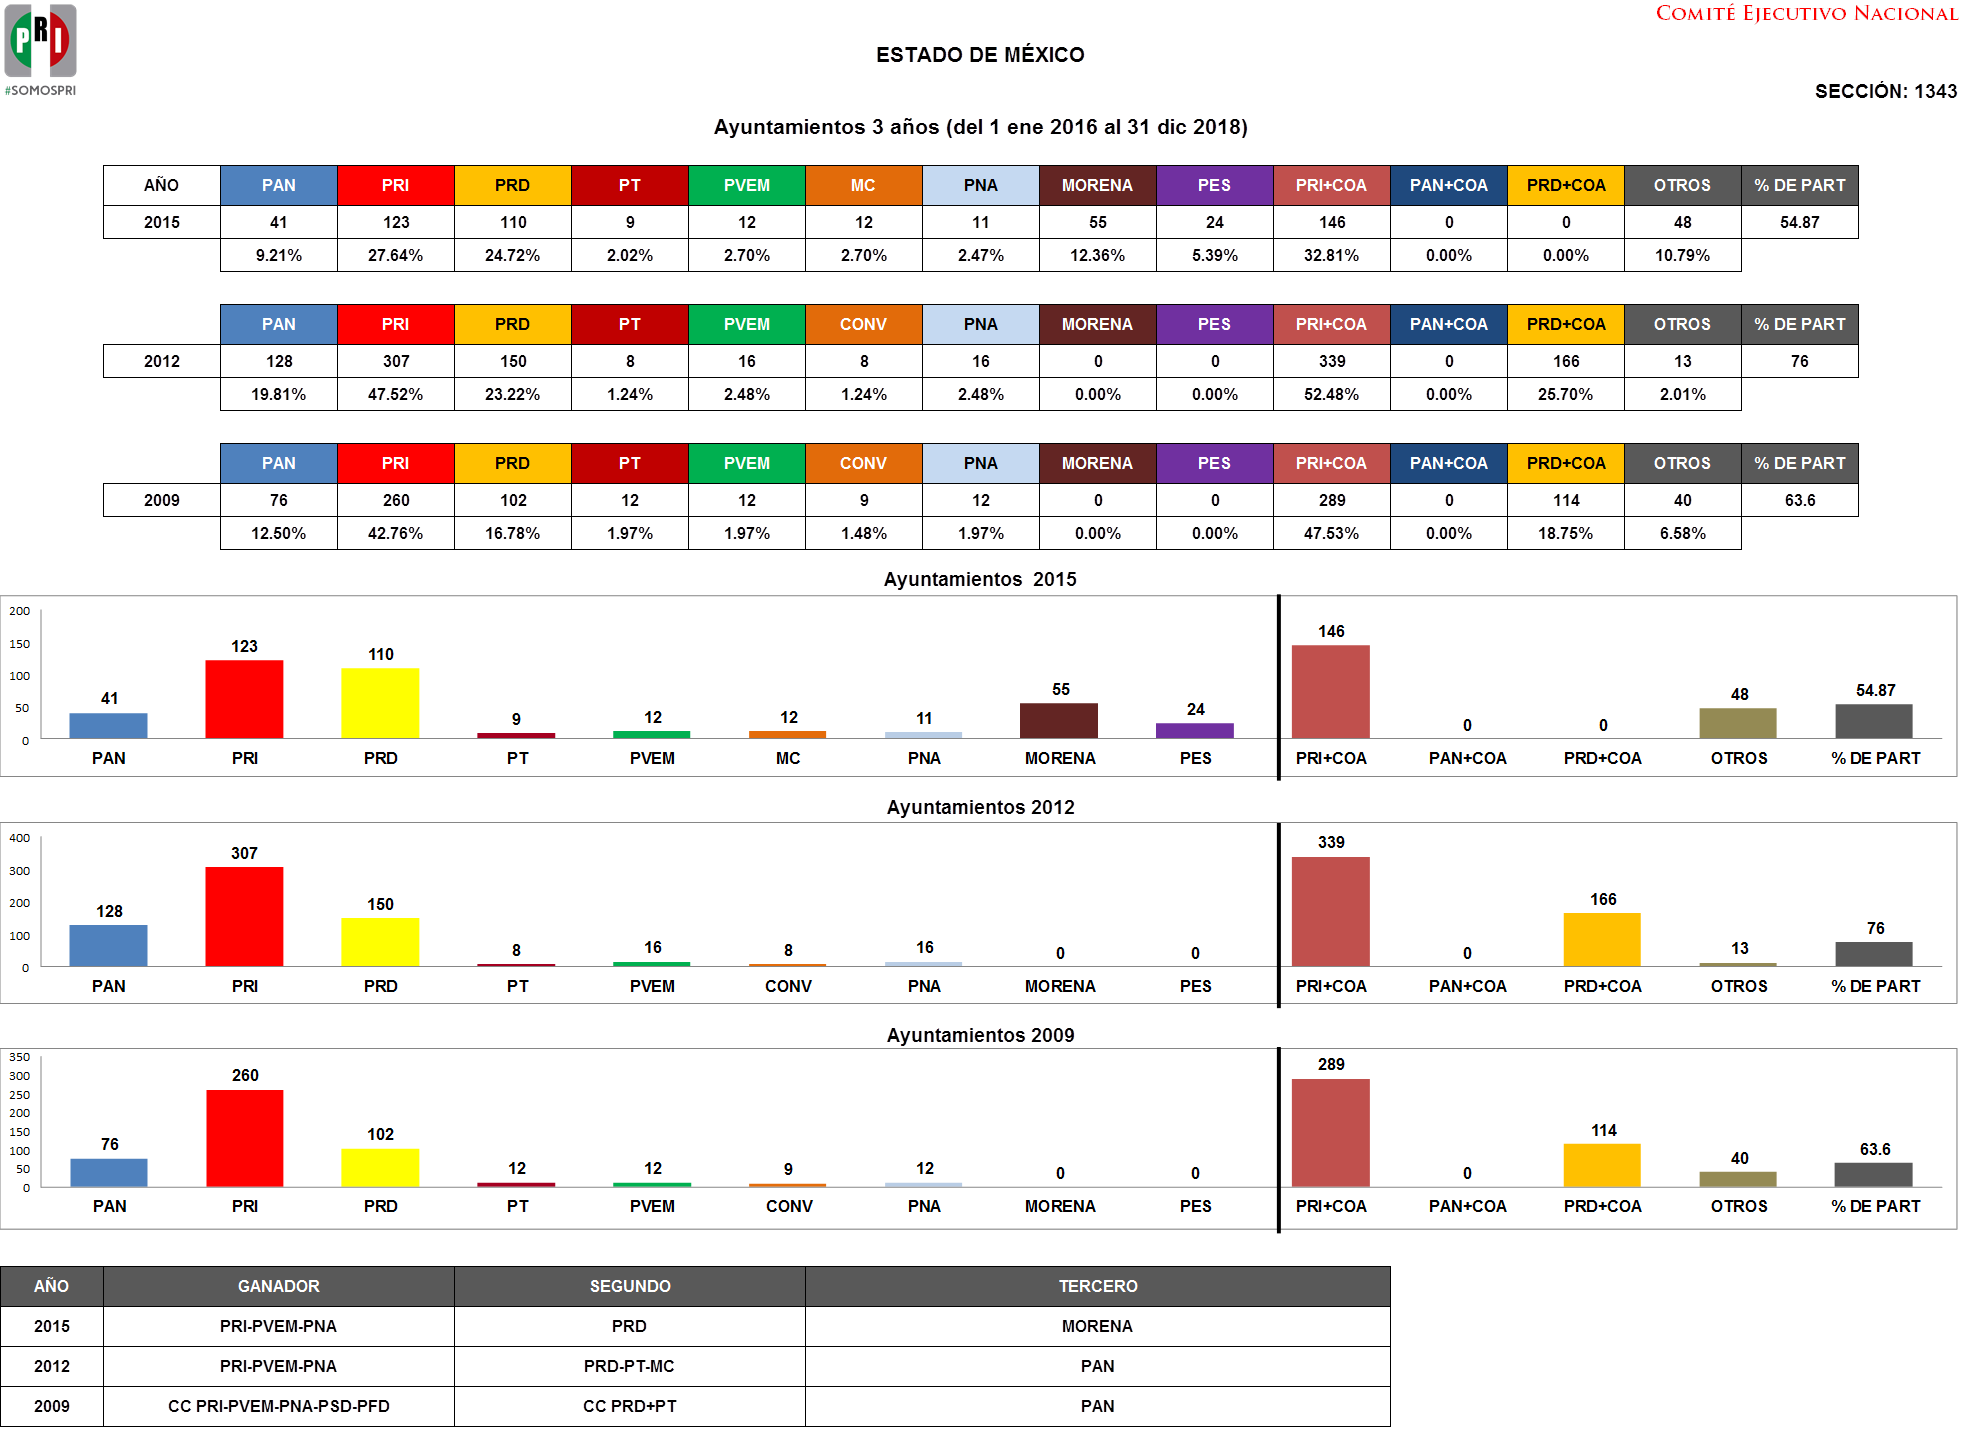 PRI
#SOMOSPRI
COMITÉ EJECUTIVO NACIONAL
ESTADO DE MÉXICO
SECCIÓN: 1343
Ayuntamientos 3 años (del 1 ene 2016 al 31 dic 2018)
AÑO PAN PRI PRD PT PVEM MC PNA MORENA PES PRI+COA PAN+COA PRD+COA OTROS % DE PART
2015 41 123 110 9 12 12 11 55 24 146 0 0 48 54.87
9.21% 27.64% 24.72% 2.02% 2.70% 2.70% 2.47% 12.36% 5.39% 32.81% 0.00% 0.00% 10.79%
PAN PRI PRD PT PVEM CONV PNA MORENA PES PRI+COA PAN+COA PRD+COA OTROS % DE PART
2012 128 307 150 8 16 8 16 0 0 339 0 166 13 76
19.81% 47.52% 23.22% 1.24% 2.48% 1.24% 2.48% 0.00% 0.00% 52.48% 0.00% 25.70% 2.01%
PAN PRI PRD PT PVEM CONV PNA MORENA PES PRI+COA PAN+COA PRD+COA OTROS % DE PART
2009 76 260 102 12 12 9 12 0 0 289 0 114 40 63.6
12.50% 42.76% 16.78% 1.97% 1.97% 1.48% 1.97% 0.00% 0.00% 47.53% 0.00% 18.75% 6.58%
Ayuntamientos 2015
200
150
100
50
0
41 123 110 9 12 12 11 55 24 146 0 0 48 54.87
PAN PRI PRD PT PVEM MC PNA MORENA PES PRI+COA PAN+COA PRD+COA OTROS % DE PART
Ayuntamientos 2012
400
300
200
100
0
128 307 150 8 16 8 16 0 0 339 0 166 13 76
PAN PRI PRD PT PVEM CONV PNA MORENA PES PRI+COA PAN+COA PRD+COA OTROS % DE PART
Ayuntamientos 2009
350
300
250
200
150
100
50
0
76 260 102 12 12 9 12 0 0 289 0 114 40 63.6
PAN PRI PRD PT PVEM CONV PNA MORENA PES PRI+COA PAN+COA PRD+COA OTROS % DE PART
AÑO GANADOR SEGUNDO TERCERO
2015 PRI-PVEM-PNA PRD MORENA
2012 PRI-PVEM-PNA PRD-PT-MC PAN
2009 CC PRI-PVEM-PNA-PSD-PFD CC PRD+PT PAN